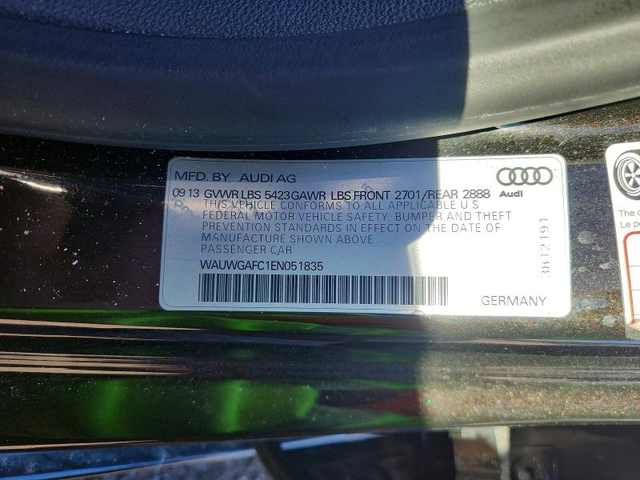 MFD. BY AUDI AG
09 13 GVWR LBS 5423 GAWR LBS FRONT 2701/REAR 2888
Audi
THIS VEHICLE CONFORMS TO ALL APPLICABLE U S
FEDERAL MOTOR VEHICLE SAFETY, BUMPER AND THEFT
PREVENTION STANDARDS IN EFFECT ON THE DATE OF
MANUFACTURE SHOWN ABOVE
PASSENGER CAR
WAUWGAFC1EN051835
GERMANY
3812191
The
Le